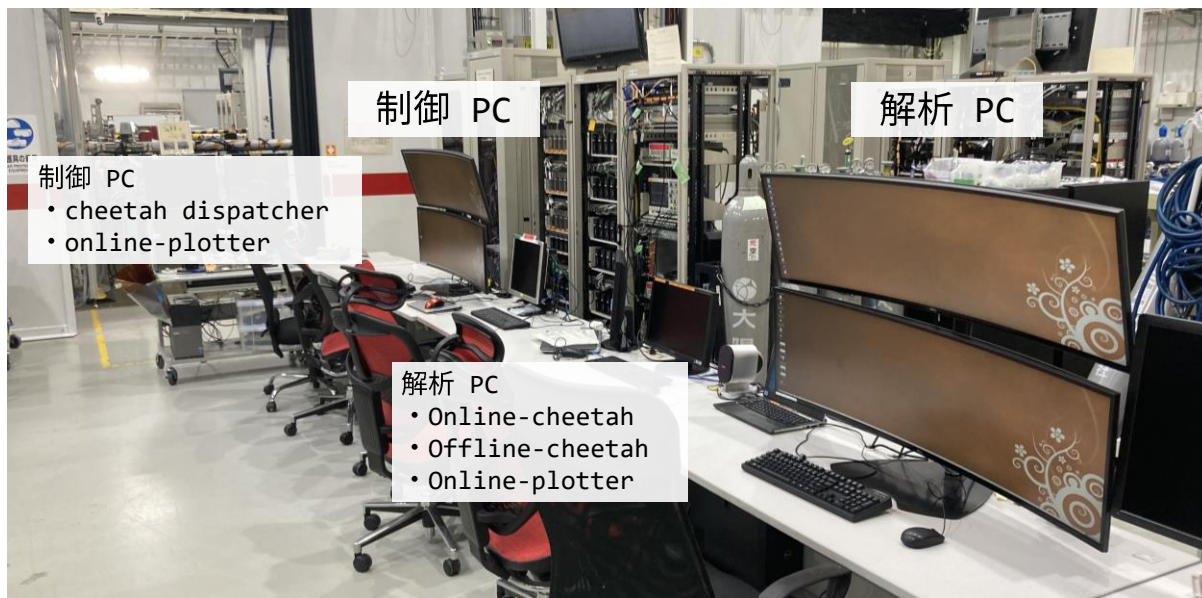 制御 PC
解析 PC
制御 PC
・cheetah dispatcher
・online-plotter
解析 PC
・Online-cheetah
・Offline-cheetah
・Online-plotter
大